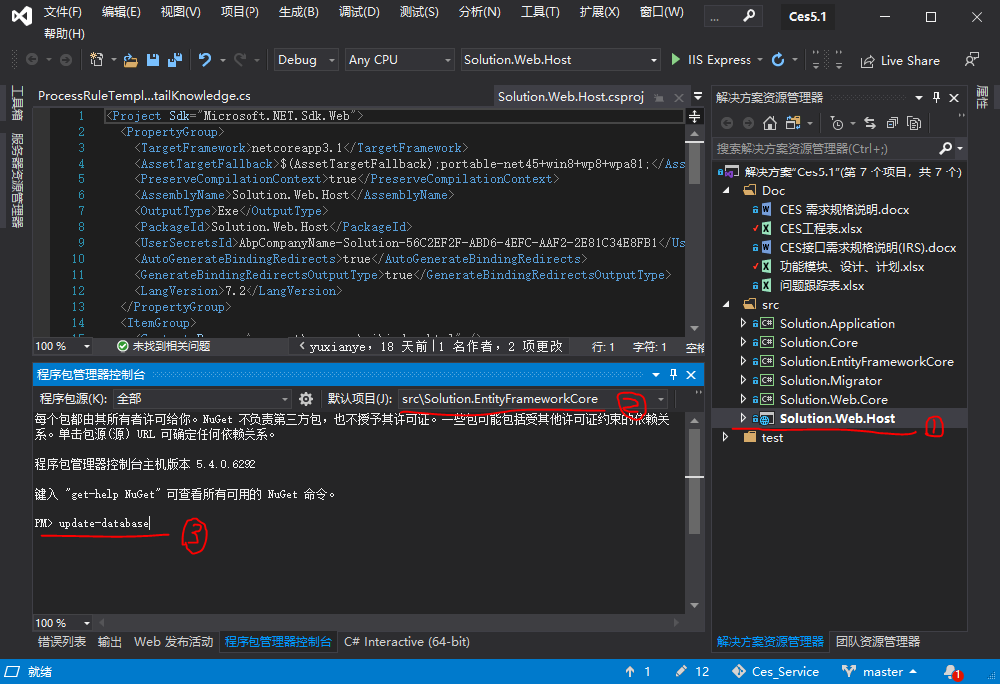 文件(F) 编辑(E) 视图(V) 项目(P) 生成(B) 调试(D) 测试(S) 分析(N) 工具(T) 扩展(X) 窗口(W) ... Ces5.1
帮助(H)
Debug Any CPU Solution.Web.Host IIS Express Live Share
工具箱
服务器资源管理器
ProcessRuleTempl...tailKnowledge.cs Solution.Web.Host.csproj
1 <Project Sdk="Microsoft.NET.Sdk.Web">
2 <PropertyGroup>
3 <TargetFramework>netcoreapp3.1</TargetFramework>
4 <AssetTargetFallback>$(AssetTargetFallback);portable-net45+win8+wp8+wpa81;</Ass
5 <PreserveCompilationContext>true</PreserveCompilationContext>
6 <AssemblyName>Solution.Web.Host</AssemblyName>
7 <OutputType>Exe</OutputType>
8 <PackageId>Solution.Web.Host</PackageId>
9 <UserSecretsId>AbpCompanyName-Solution-56C2EF2F-ABD6-4EFC-AAF2-2E81C34E8FB1</Us
10 <AutoGenerateBindingRedirects>true</AutoGenerateBindingRedirects>
11 <GenerateBindingRedirectsOutputType>true</GenerateBindingRedirectsOutputType>
12 <LangVersion>7.2</LangVersion>
13 </PropertyGroup>
14 <ItemGroup>
15
100 % 未找到相关问题 yuxianye，18 天前|1 名作者，2 项更改 行: 1 字符: 1 空格
程序包管理器控制台
程序包源(K): 全部 默认项目(J): src\Solution.EntityFrameworkCore 2
每个包都由其所有者许可给你。NuGet 不负责第三方包，也不授予其许可证。一些包可能包括受其他许可证约束的依赖关
系。单击包源(源) URL 可确定任何依赖关系。
程序包管理器控制台主机版本 5.4.0.6292
键入 "get-help NuGet" 可查看所有可用的 NuGet 命令。
PM> update-database
3
100 %
错误列表 输出 Web 发布活动 程序包管理器控制台 C# Interactive (64-bit)
解决方案资源管理器
搜索解决方案资源管理器(Ctrl+;)
解决方案"Ces5.1"(第 7 个项目，共 7 个)
Doc
CES 需求规格说明.docx
CES工程表.xlsx
CES接口需求规格说明(IRS).docx
功能模块、设计、计划.xlsx
问题跟踪表.xlsx
src
Solution.Application
Solution.Core
Solution.EntityFrameworkCore
Solution.Migrator
Solution.Web.Core
Solution.Web.Host 1
test
解决方案资源管理器 团队资源管理器
属性
就绪 1 12 Ces_Service master 1